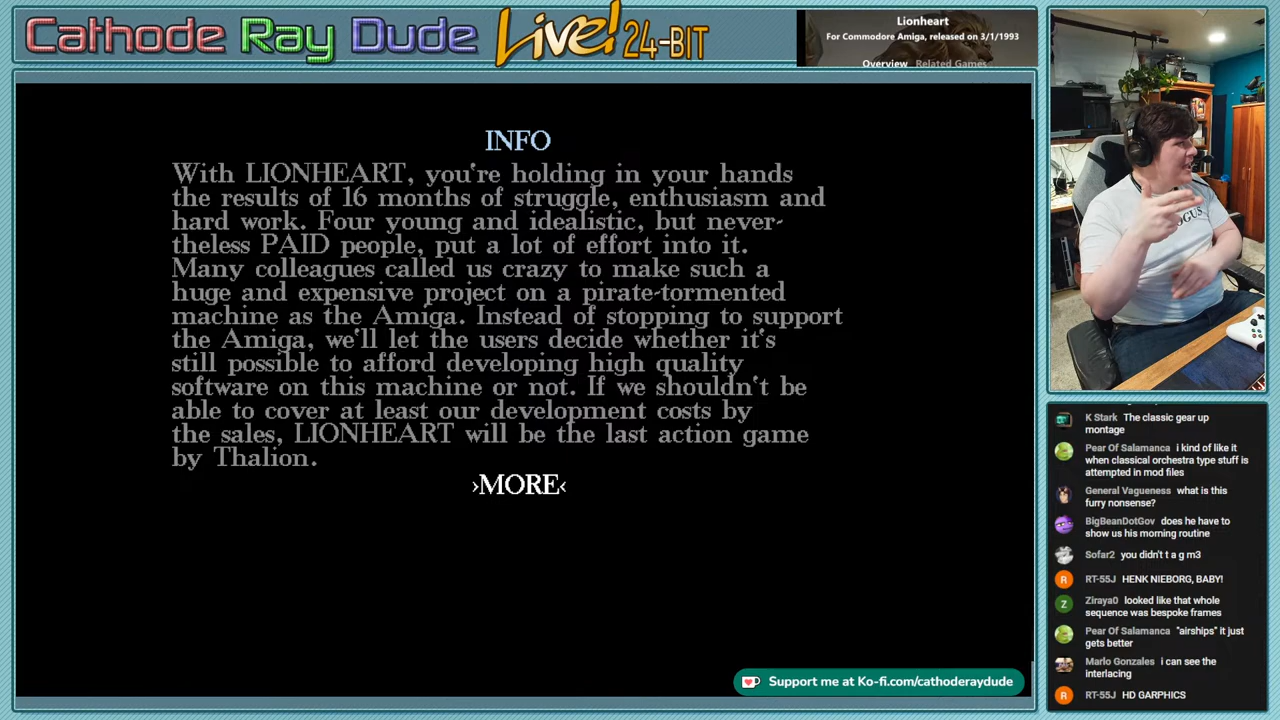 Cathode Ray Dude Live! 24-BIT
Lionheart
For Commodore Amiga, released on 3/1/1993
Overview Related Games
INFO
With LIONHEART, you're holding in your hands
the results of 16 months of struggle, enthusiasm and
hard work. Four young and idealistic, but never-
theless PAID people, put a lot of effort into it.
Many colleagues called us crazy to make such a
huge and expensive project on a pirate-tormented
machine as the Amiga. Instead of stopping to support
the Amiga, we'll let the users decide whether it's
still possible to afford developing high quality
software on this machine or not. If we shouldn't be
able to cover at least our development costs by
the sales, LIONHEART will be the last action game
by Thalion.
›MORE‹
Support me at Ko-fi.com/cathoderaydude
K Stark The classic gear up
montage
Pear Of Salamanca i kind of like it
when classical orchestra type stuff is
attempted in mod files
General Vagueness what is this
furry nonsense?
BigBeanDotGov does he have to
show us his morning routine
Sofar2 you didn't t a g m3
RT-55J HENK NIEBORG, BABY!
Ziraya0 looked like that whole
sequence was bespoke frames
Pear Of Salamanca "airships" it just
gets better
Marlo Gonzales i can see the
interlacing
RT-55J HD GARPHICS